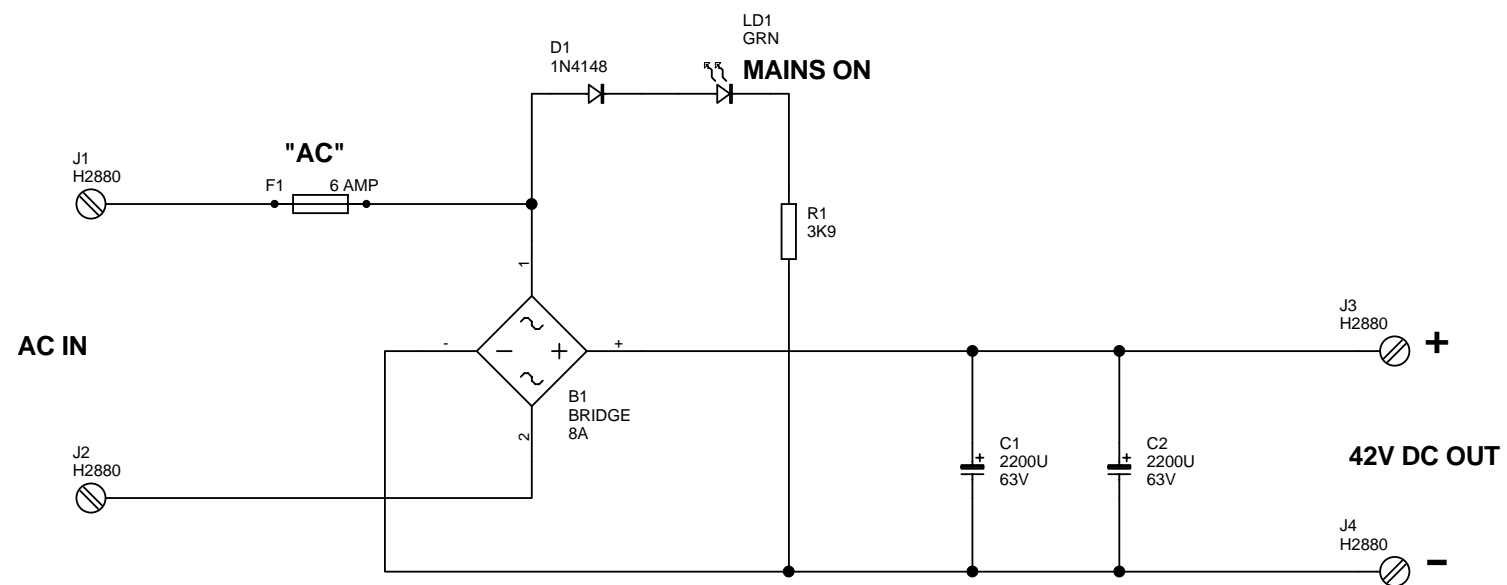 LD1
GRN
MAINS ON
D1
1N4148
"AC"
J1
H2880
F1 6 AMP
R1
3K9
1
J3
H2880
+
AC IN
- +
B1
BRIDGE
8A
2
J2
H2880
C1
2200U
63V
+
C2
2200U
63V
+
42V DC OUT
J4
H2880
-